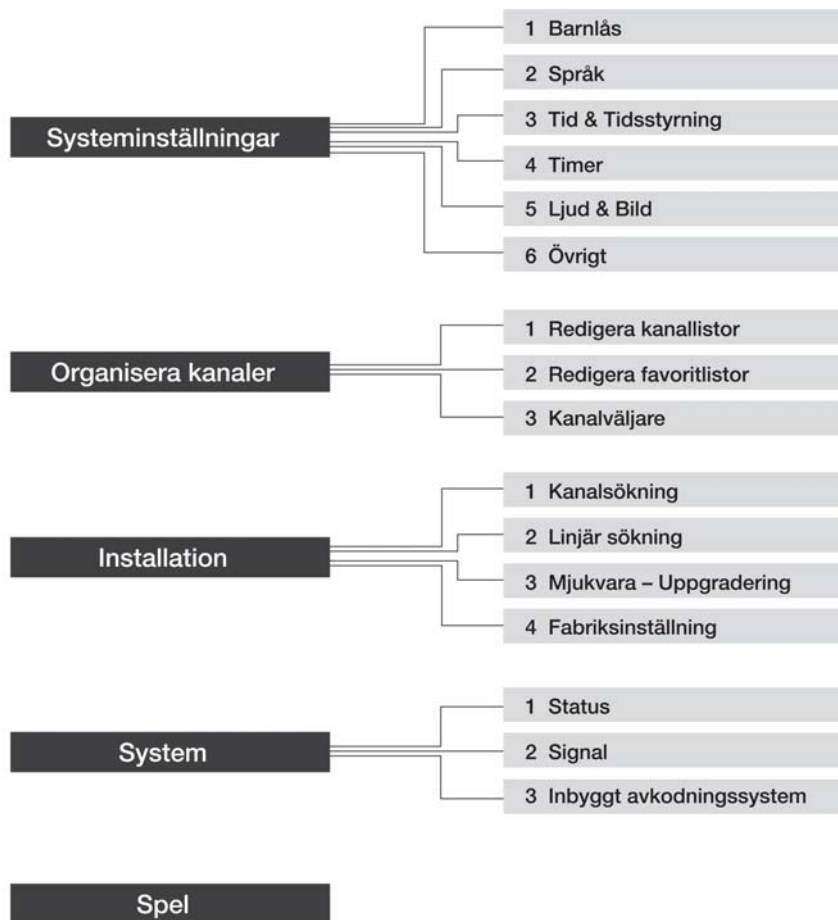 Systeminställningar
1 Barnlås
2 Språk
3 Tid & Tidsstyrning
4 Timer
5 Ljud & Bild
6 Övrigt
Organisera kanaler
1 Redigera kanallistor
2 Redigera favoritlistor
3 Kanalväljare
Installation
1 Kanalsökning
2 Linjär sökning
3 Mjukvara – Uppgradering
4 Fabriksinställning
System
1 Status
2 Signal
3 Inbyggt avkodningssystem
Spel